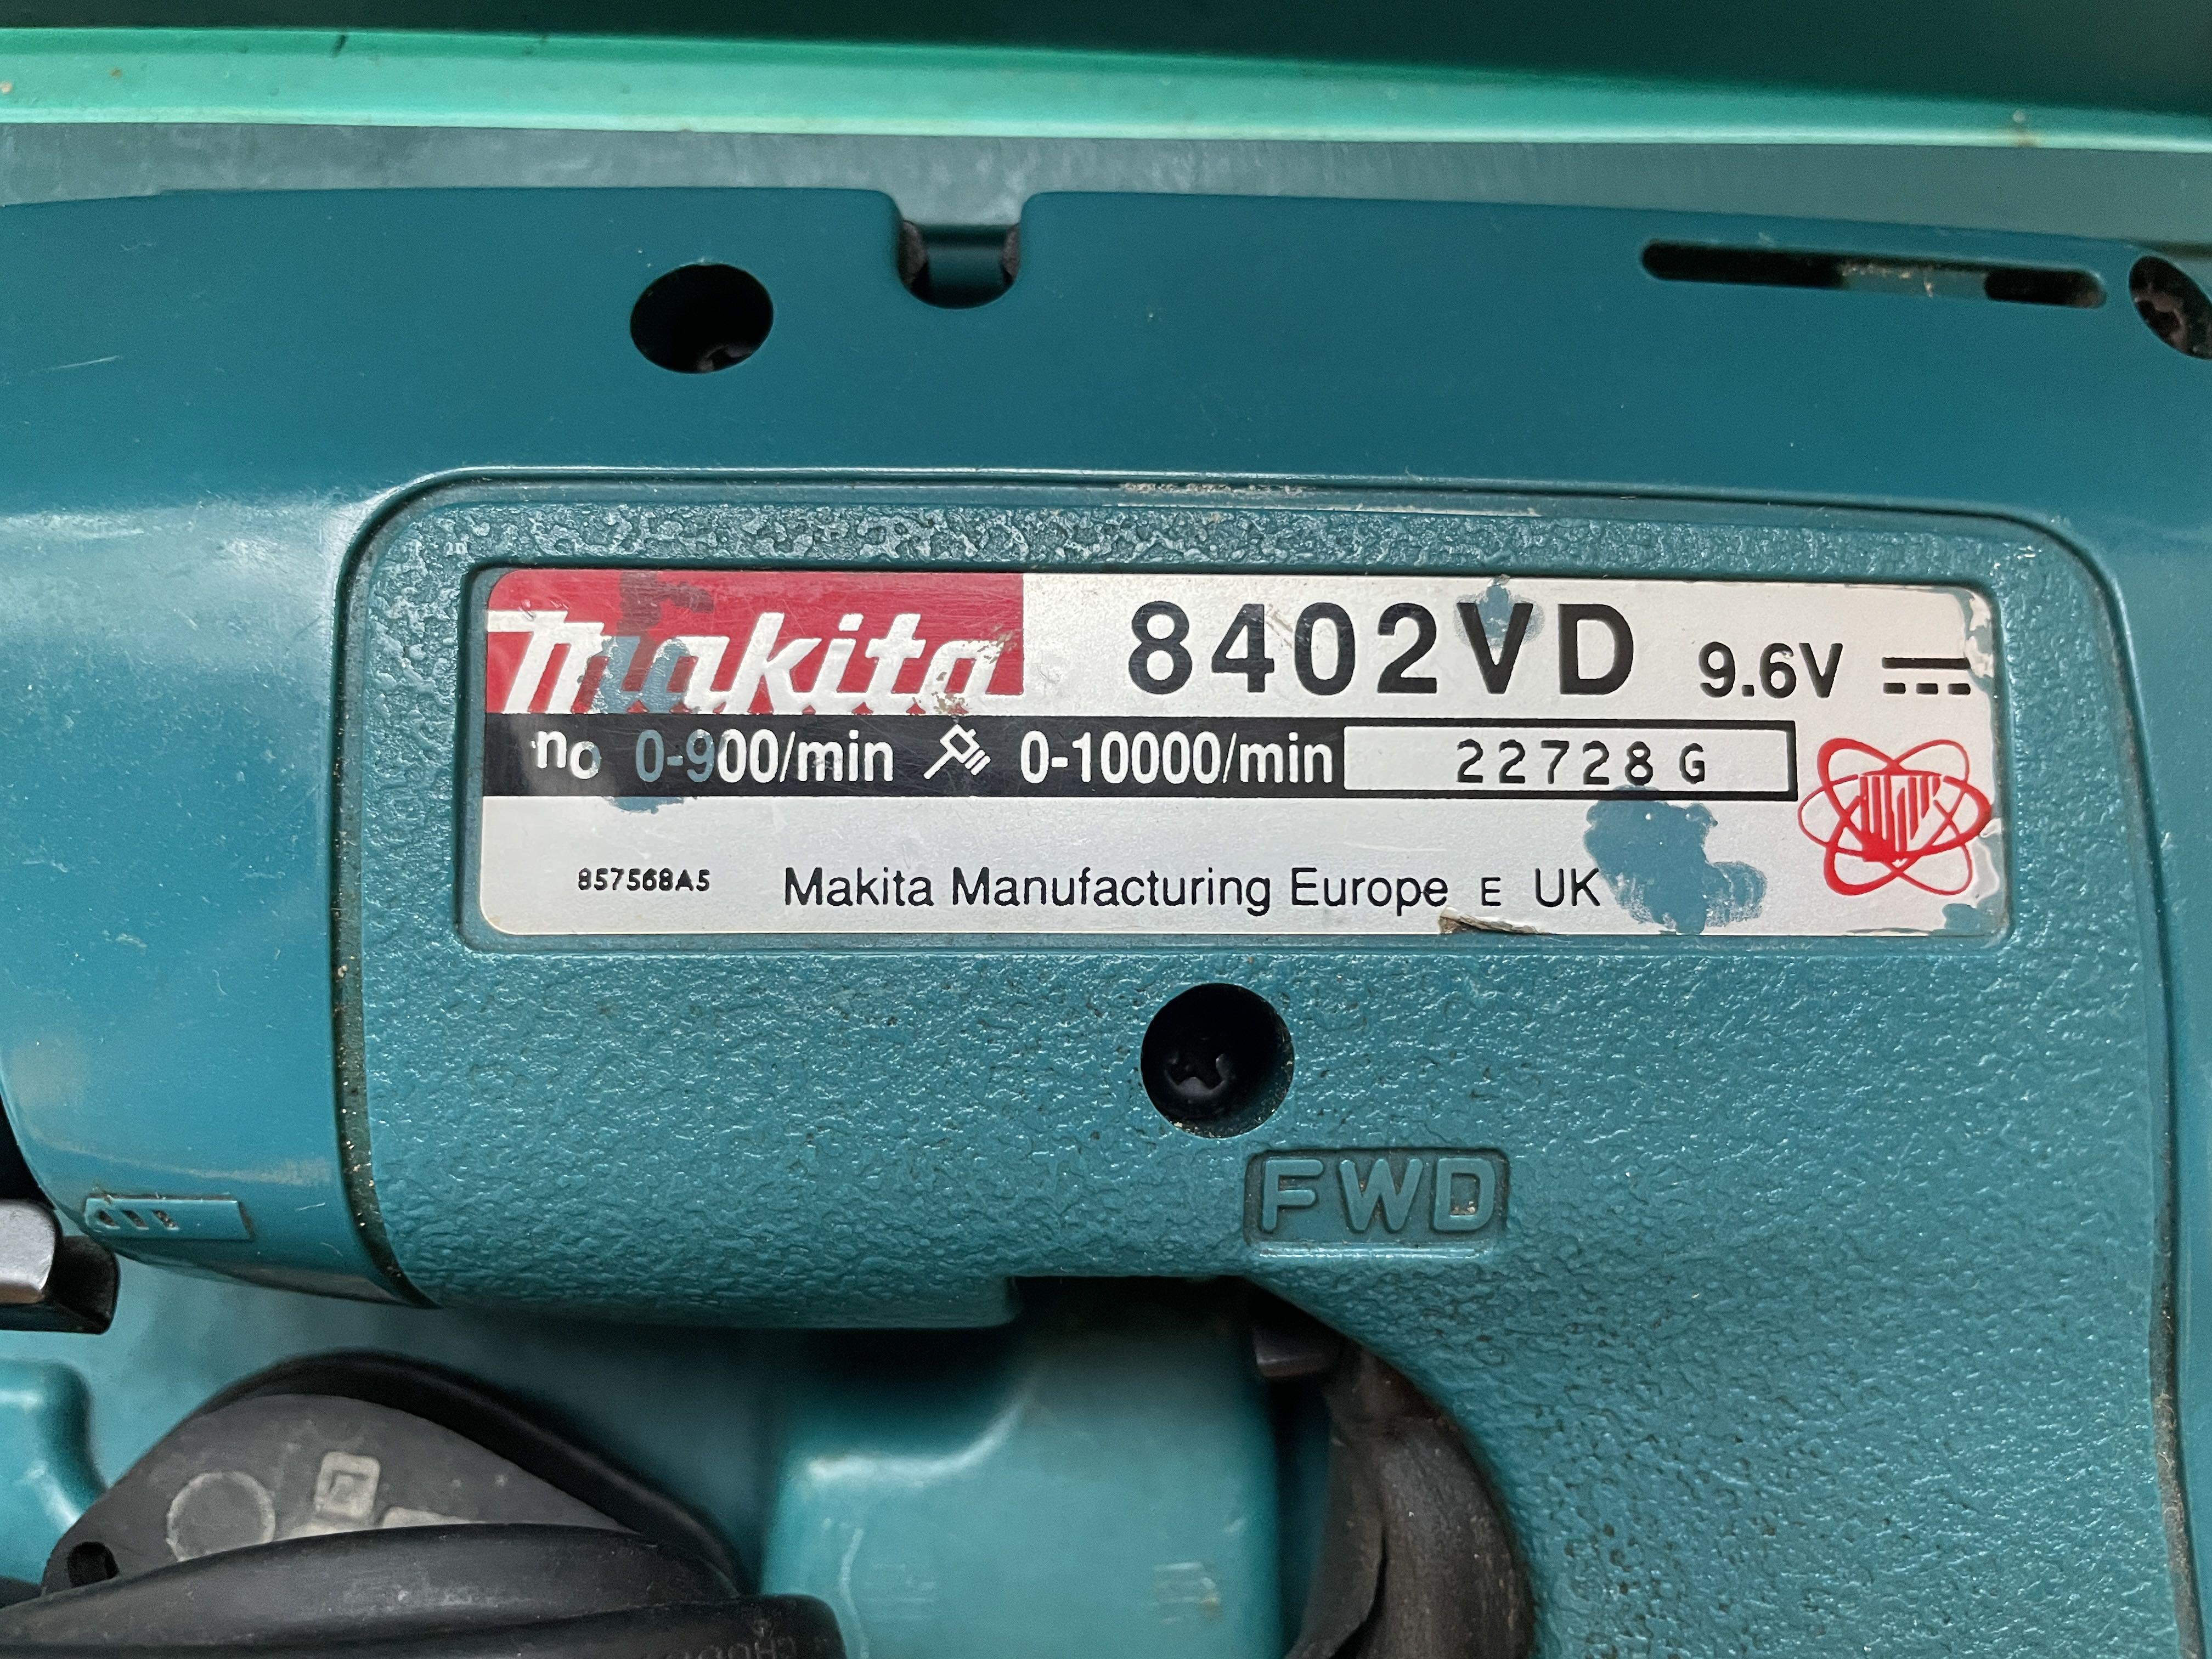 makita 8402VD 9.6V
no 0-900/min 0-10000/min 22728 G
857568A5 Makita Manufacturing Europe E UK
FWD